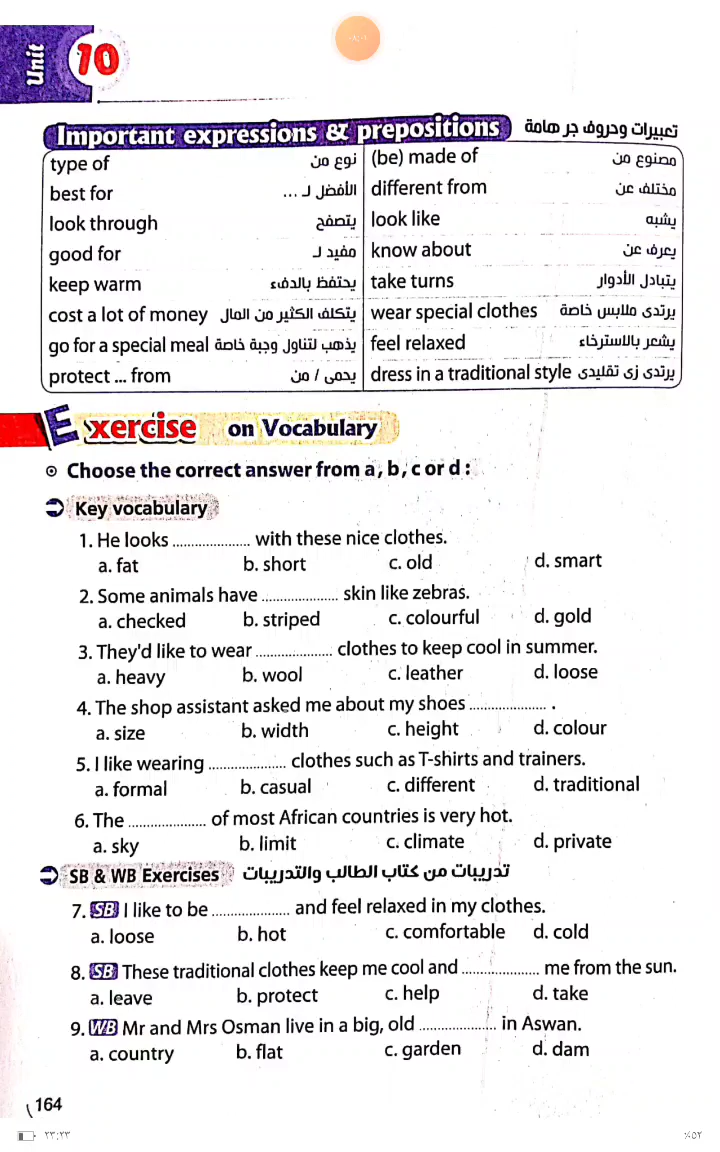 ٠٨:٠٠
Unit 10
Important expressions & prepositions تعبيرات وحروف جر هامة
type of نوع من (be) made of مصنوع من
best for الأفضل لـ ... different from مختلف عن
look through يتصفح look like يشبه
good for مفيد لـ know about يعرف عن
keep warm يحتفظ بالدفء take turns يتبادل الأدوار
cost a lot of money يتكلف الكثير من المال wear special clothes يرتدى ملابس خاصة
go for a special meal يذهب لتناول وجبة خاصة feel relaxed يشعر بالاسترخاء
protect ... from يحمى / من dress in a traditional style يرتدى زى تقليدى
Exercise on Vocabulary
Choose the correct answer from a, b, c or d :
Key vocabulary
1. He looks ..................... with these nice clothes.
a. fat b. short c. old d. smart
2. Some animals have ..................... skin like zebras.
a. checked b. striped c. colourful d. gold
3. They'd like to wear ..................... clothes to keep cool in summer.
a. heavy b. wool c. leather d. loose
4. The shop assistant asked me about my shoes ..................... .
a. size b. width c. height d. colour
5. I like wearing ..................... clothes such as T-shirts and trainers.
a. formal b. casual c. different d. traditional
6. The ..................... of most African countries is very hot.
a. sky b. limit c. climate d. private
SB & WB Exercises تدريبات من كتاب الطالب والتدريبات
7. SB I like to be ..................... and feel relaxed in my clothes.
a. loose b. hot c. comfortable d. cold
8. SB These traditional clothes keep me cool and ..................... me from the sun.
a. leave b. protect c. help d. take
9. WB Mr and Mrs Osman live in a big, old ..................... in Aswan.
a. country b. flat c. garden d. dam
164
٢٣:٢٣ ٪٥٢